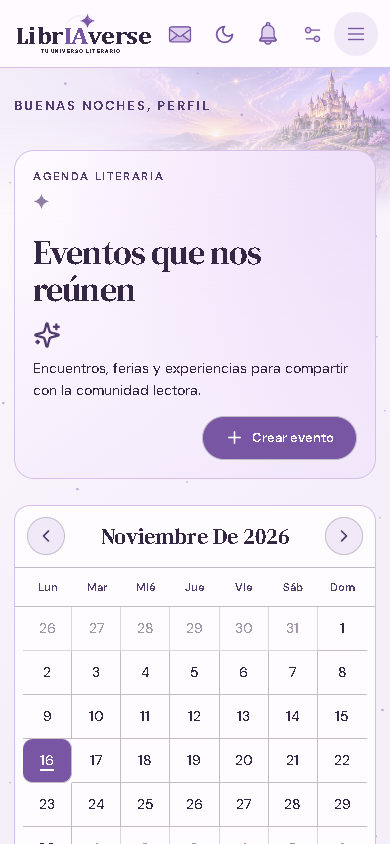 LibrIAverse
TU UNIVERSO LITERARIO
BUENAS NOCHES, PERFIL
AGENDA LITERARIA
Eventos que nos
reúnen
Encuentros, ferias y experiencias para compartir
con la comunidad lectora.
Crear evento
Noviembre De 2026
Lun Mar Mié Jue Vie Sáb Dom
26 27 28 29 30 31 1
2 3 4 5 6 7 8
9 10 11 12 13 14 15
16 17 18 19 20 21 22
23 24 25 26 27 28 29